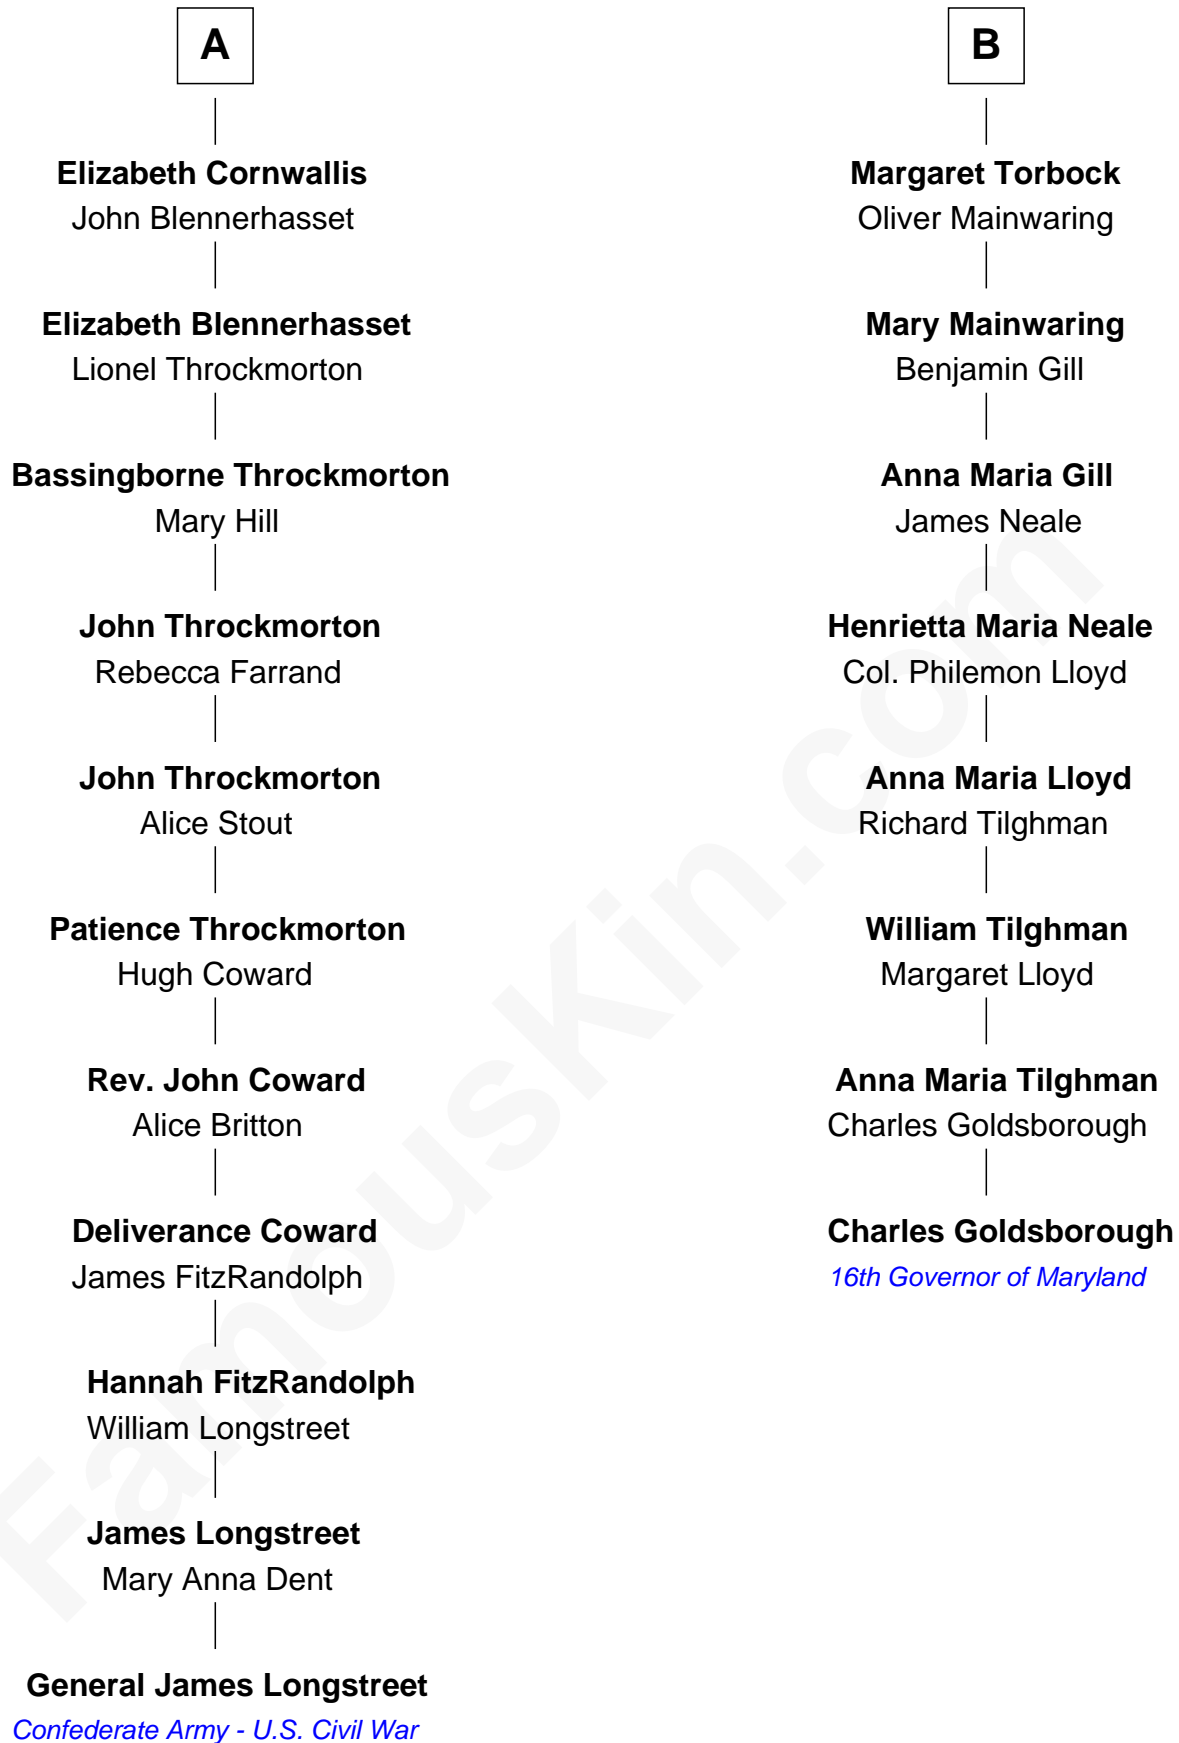 A
Elizabeth Cornwallis
John Blennerhasset
Elizabeth Blennerhasset
Lionel Throckmorton
Bassingborne Throckmorton
Mary Hill
John Throckmorton
Rebecca Farrand
John Throckmorton
Alice Stout
Patience Throckmorton
Hugh Coward
Rev. John Coward
Alice Britton
Deliverance Coward
James FitzRandolph
Hannah FitzRandolph
William Longstreet
James Longstreet
Mary Anna Dent
General James Longstreet
Confederate Army - U.S. Civil War
B
Margaret Torbock
Oliver Mainwaring
Mary Mainwaring
Benjamin Gill
Anna Maria Gill
James Neale
Henrietta Maria Neale
Col. Philemon Lloyd
Anna Maria Lloyd
Richard Tilghman
William Tilghman
Margaret Lloyd
Anna Maria Tilghman
Charles Goldsborough
Charles Goldsborough
16th Governor of Maryland
FamousKin.com